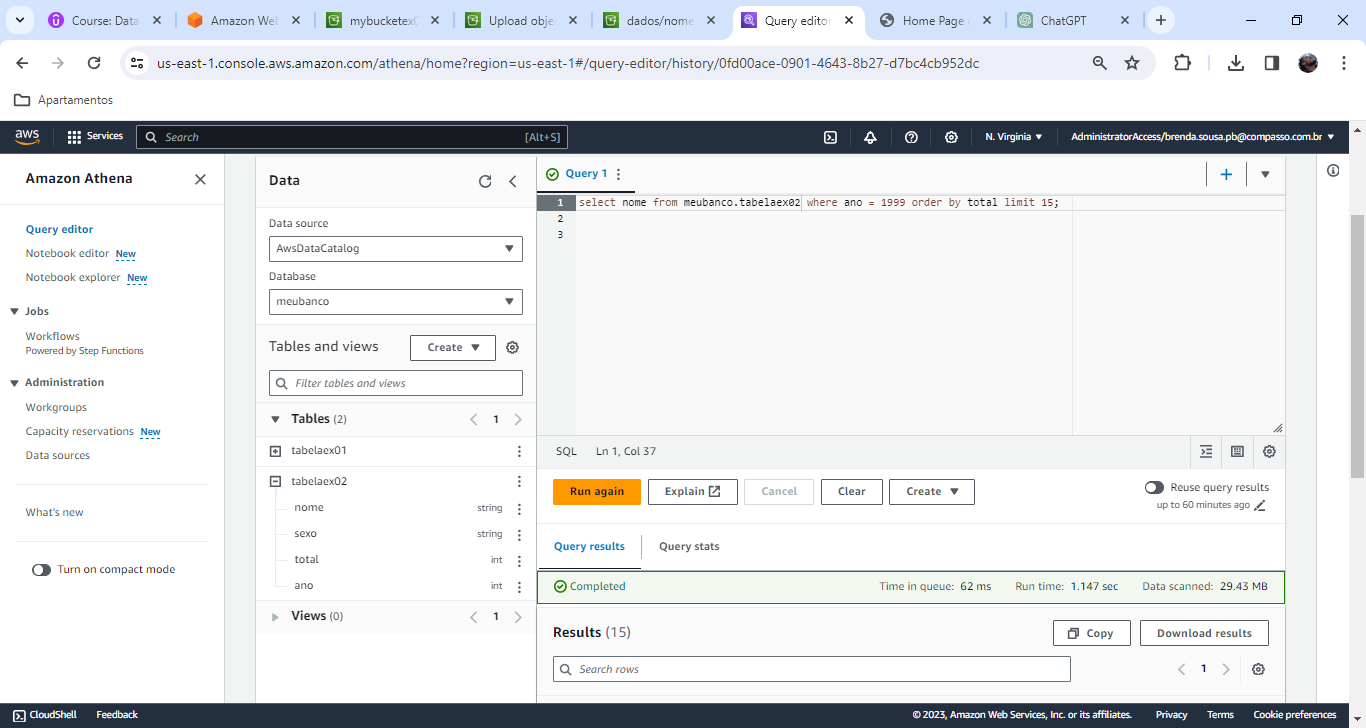 Course: Data
Amazon Web
mybucketex
Upload obje
dados/nome
Query editor
Home Page
ChatGPT
us-east-1.console.aws.amazon.com/athena/home?region=us-east-1#/query-editor/history/0fd00ace-0901-4643-8b27-d7bc4cb952dc
Apartamentos
aws Services Search [Alt+S] N. Virginia AdministratorAccess/brenda.sousa.pb@compasso.com.br
Amazon Athena
Query editor
Notebook editor New
Notebook explorer New
Jobs
Workflows
Powered by Step Functions
Administration
Workgroups
Capacity reservations New
Data sources
What's new
Turn on compact mode
Data
Data source
AwsDataCatalog
Database
meubanco
Tables and views Create
Filter tables and views
Tables (2) 1
tabelaex01
tabelaex02
nome string
sexo string
total int
ano int
Views (0) 1
Query 1
1 select nome from meubanco.tabelaex02 where ano = 1999 order by total limit 15;
2
3
SQL Ln 1, Col 37
Run again Explain Cancel Clear Create
Reuse query results
up to 60 minutes ago
Query results Query stats
Completed Time in queue: 62 ms Run time: 1.147 sec Data scanned: 29.43 MB
Results (15) Copy Download results
Search rows 1
CloudShell Feedback © 2023, Amazon Web Services, Inc. or its affiliates. Privacy Terms Cookie preferences